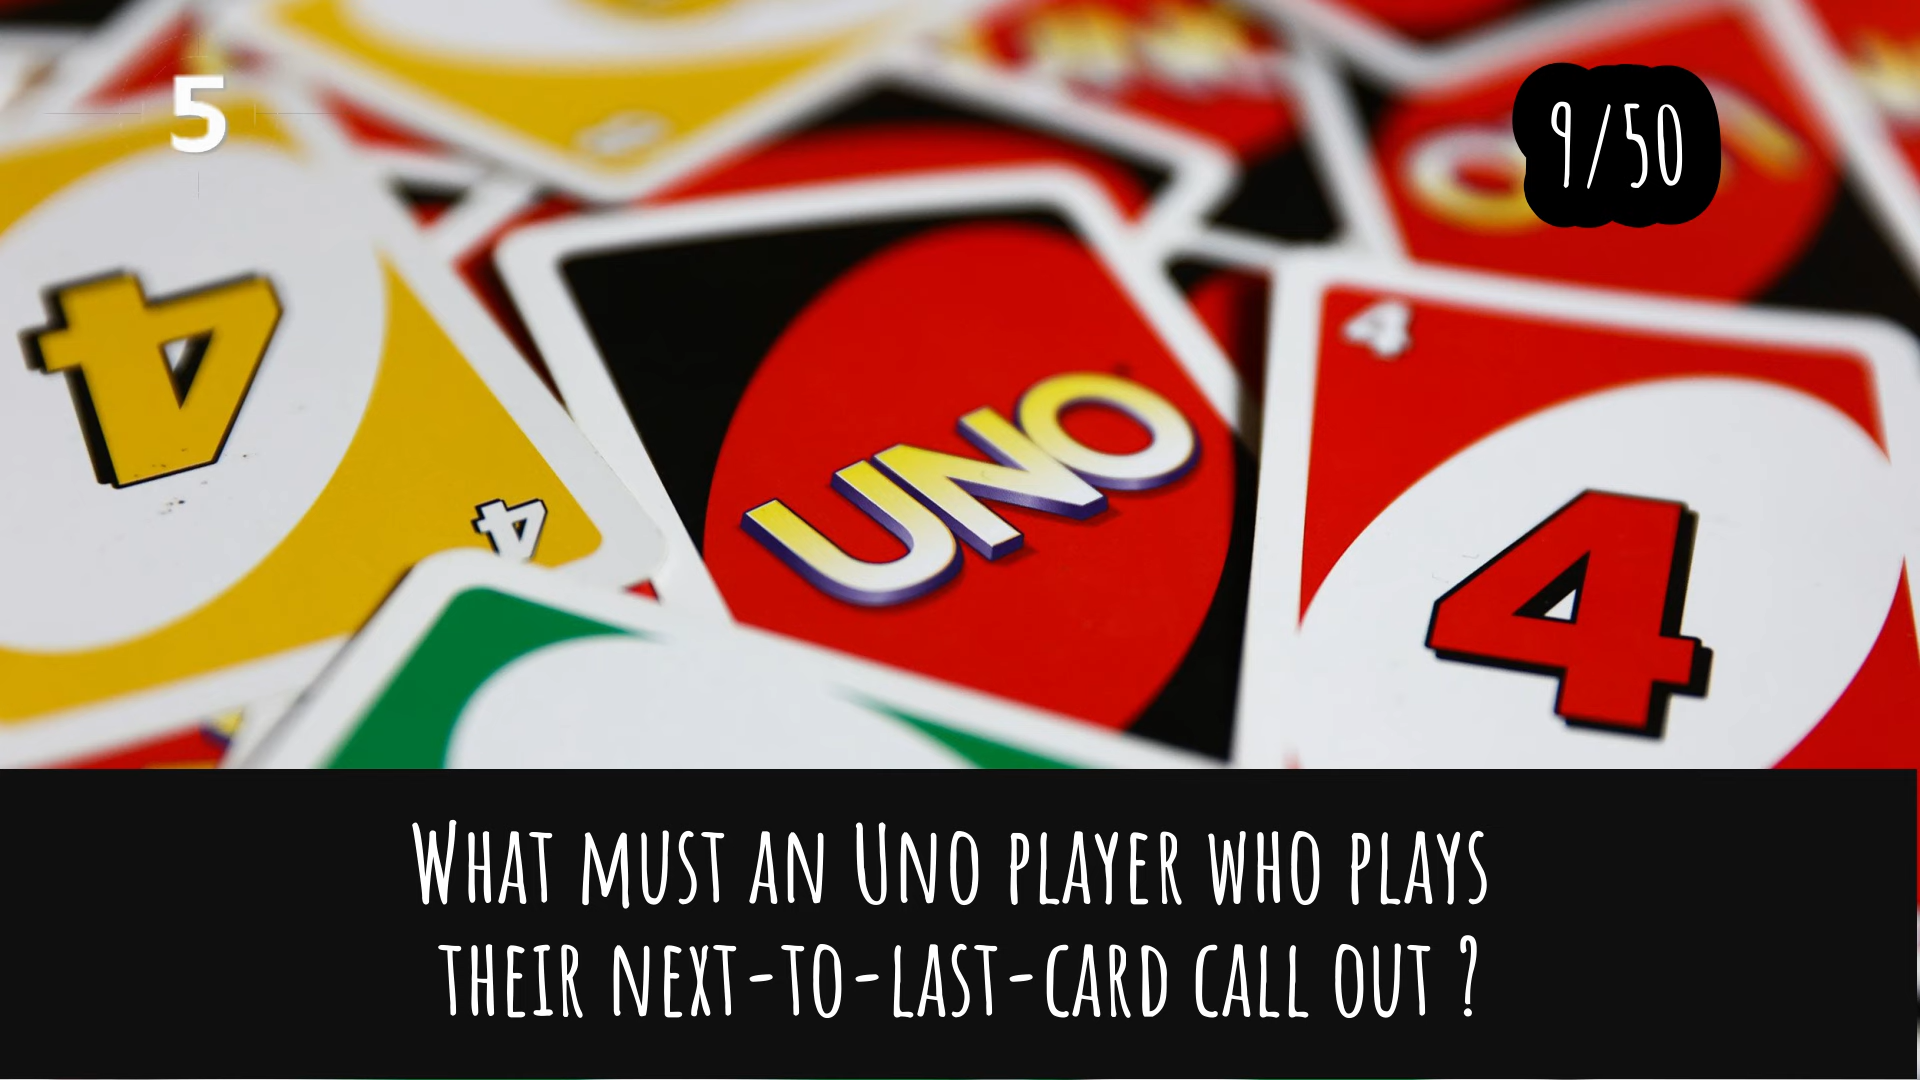 5
9/50
4
4
UNO
4
4
What must an Uno player who plays
their next-to-last-card call out ?